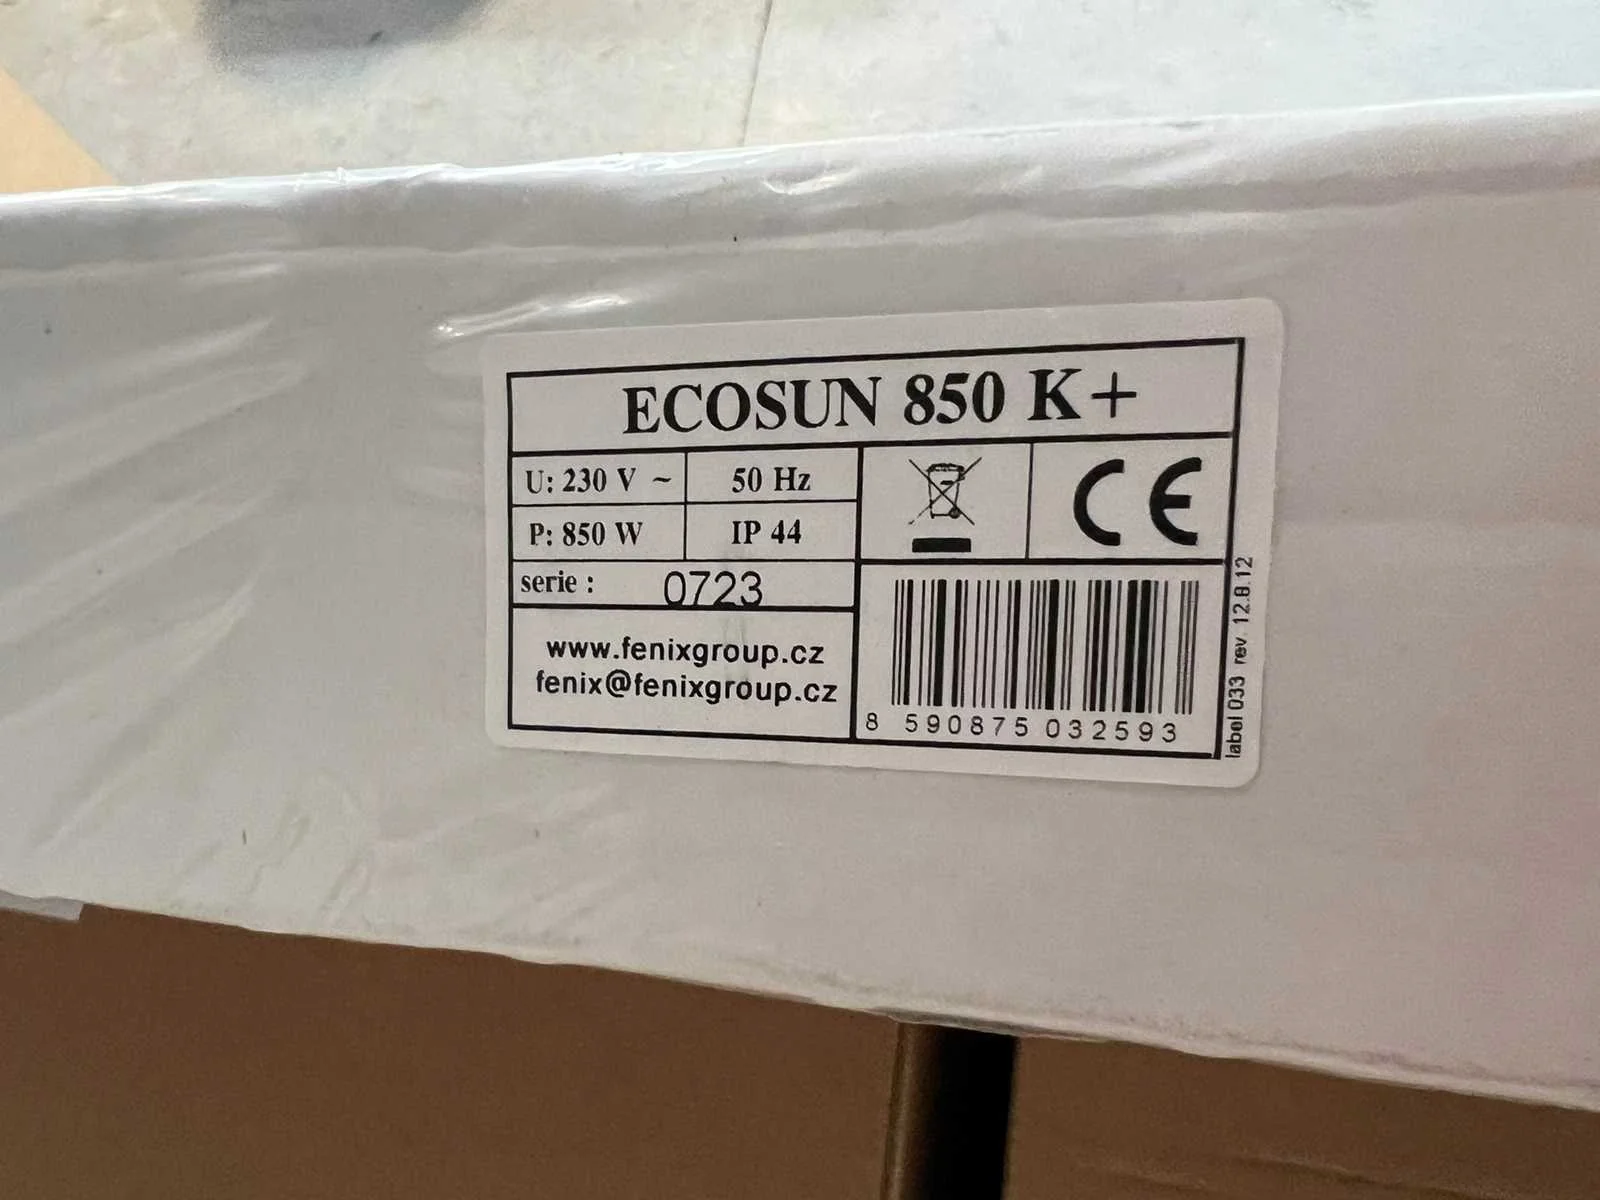 ECOSUN 850 K+
U: 230 V ~ 50 Hz
P: 850 W IP 44
serie : 0723
www.fenixgroup.cz
fenix@fenixgroup.cz
CE
8 590875 032593
label 033 rev. 12.8.12